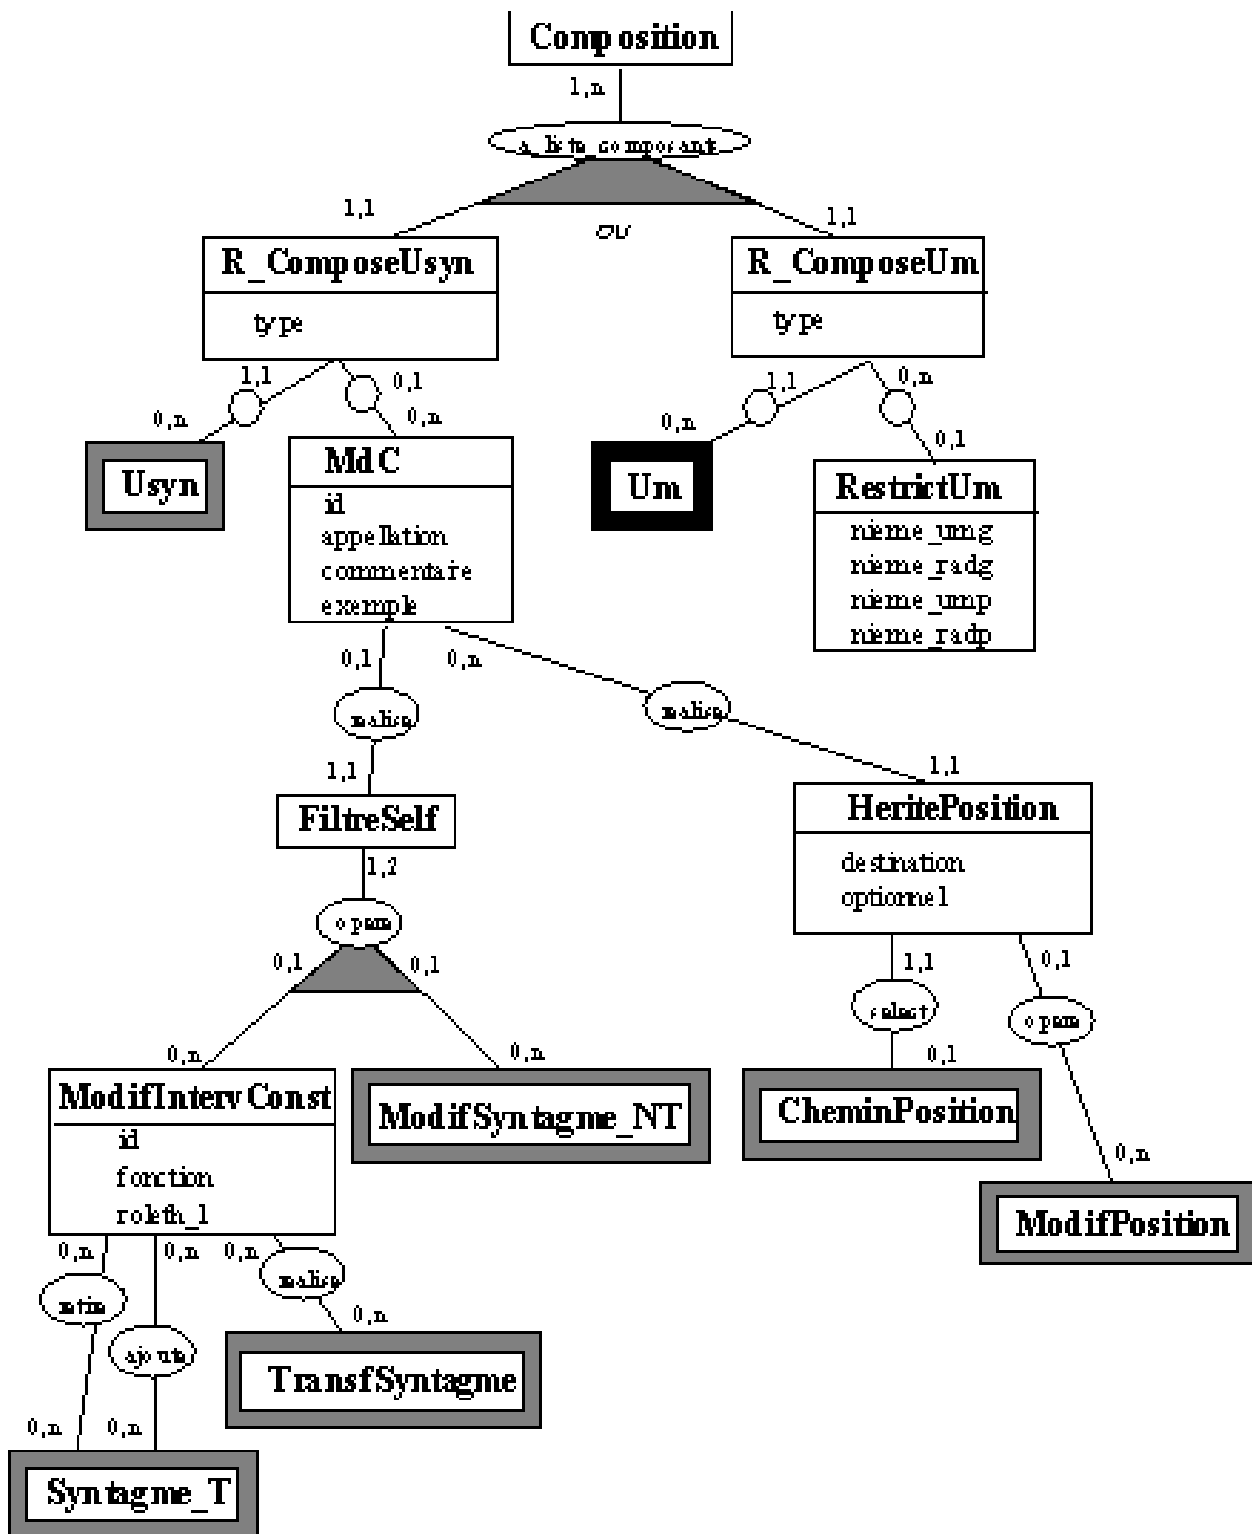 Composition
1,n
a_liste_composant
1,1
ou
1,1
R_ComposeUsyn
type
R_ComposeUm
type
1,1
0,1
1,1
0,n
0,n
0,n
0,n
0,1
Usyn
MdC
id
appellation
commentaire
exemple
Um
RestrictUm
nieme_umg
nieme_radg
nieme_ump
nieme_radp
0,1
0,n
realise
realise
1,1
1,1
FiltreSelf
HeritePosition
destination
optionnel
1,2
opere
0,1
0,1
1,1
0,1
select
opere
0,n
0,n
0,1
ModifIntervConst
id
fonction
roleth_l
ModifSyntagme_NT
CheminPosition
0,n
ModifPosition
0,n
0,n
0,n
realise
retire
0,n
ajoute
TransfSyntagme
0,n
0,n
Syntagme_T